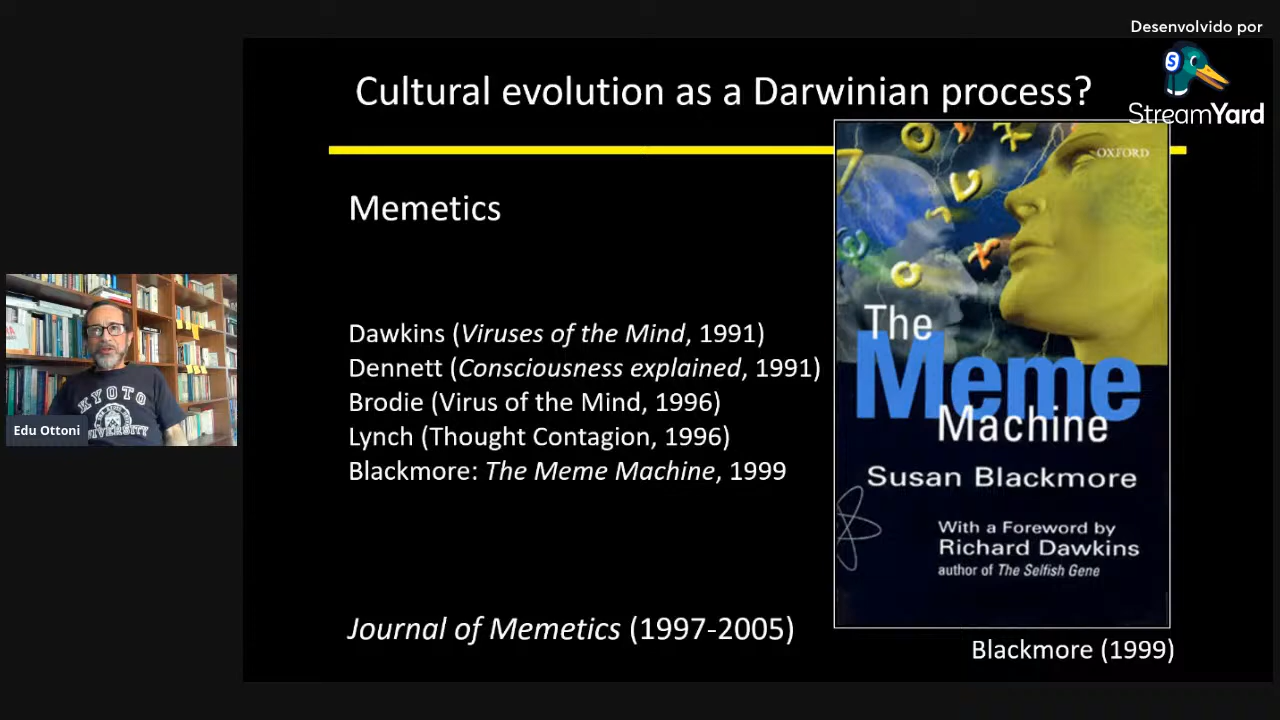 Desenvolvido por
StreamYard
Cultural evolution as a Darwinian process?
Memetics
Dawkins (Viruses of the Mind, 1991)
Dennett (Consciousness explained, 1991)
Brodie (Virus of the Mind, 1996)
Lynch (Thought Contagion, 1996)
Blackmore: The Meme Machine, 1999
Journal of Memetics (1997-2005)
OXFORD
The
Meme
Machine
Susan Blackmore
With a Foreword by
Richard Dawkins
author of The Selfish Gene
Blackmore (1999)
KYOTO
UNIVERSITY
Edu Ottoni